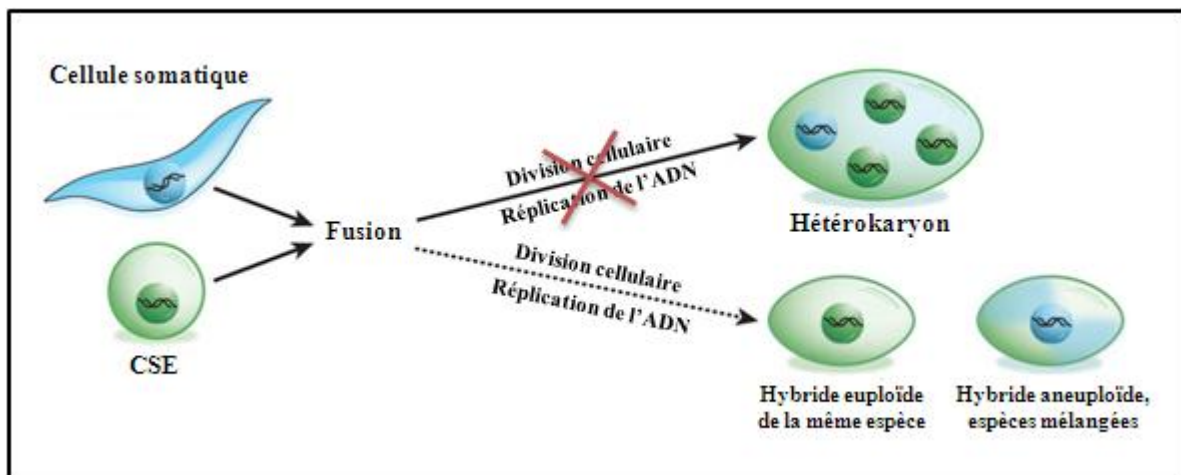 Cellule somatique
CSE
Fusion
Division cellulaire
Réplication de l'ADN
Hétérokaryon
Division cellulaire
Réplication de l'ADN
Hybride euploïde
de la même espèce
Hybride aneuploïde,
espèces mélangées